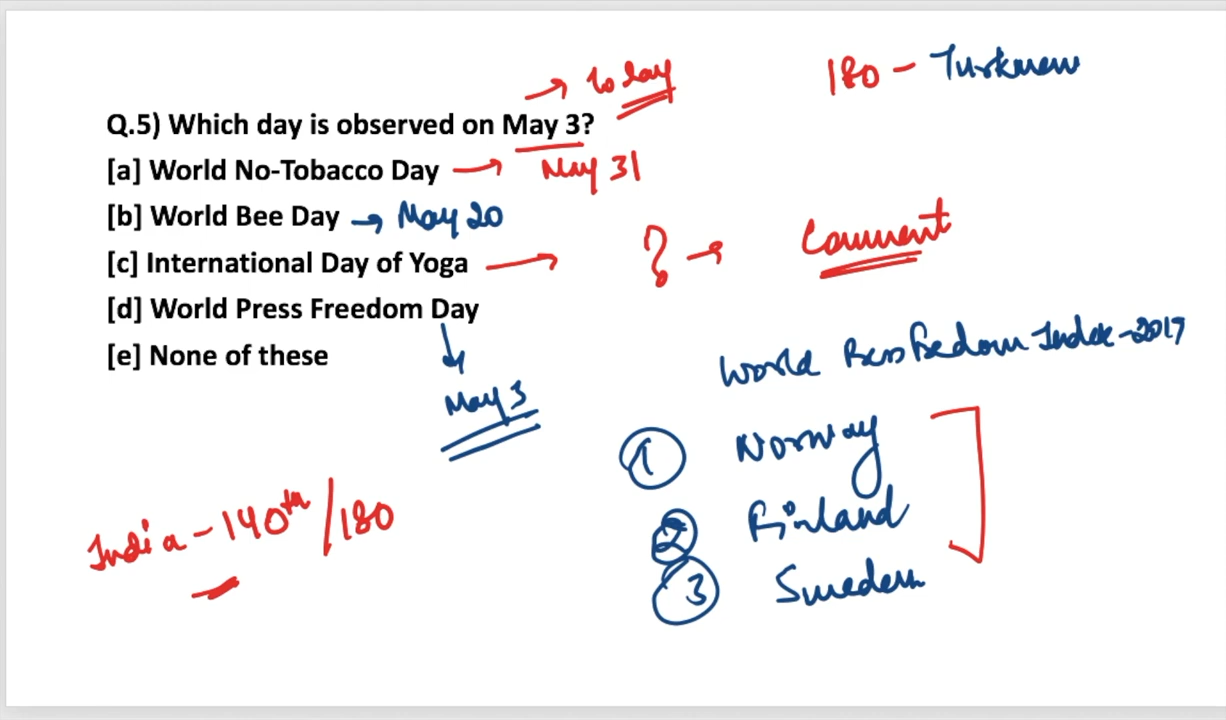 → today
180 - Turkmen
Q.5) Which day is observed on May 3?
[a] World No-Tobacco Day → May 31
[b] World Bee Day → May 20
[c] International Day of Yoga → ? → Comment
[d] World Press Freedom Day
[e] None of these
May 3
World Press Freedom Index-2019
1 Norway
2 Finland
3 Sweden
India - 140th/180